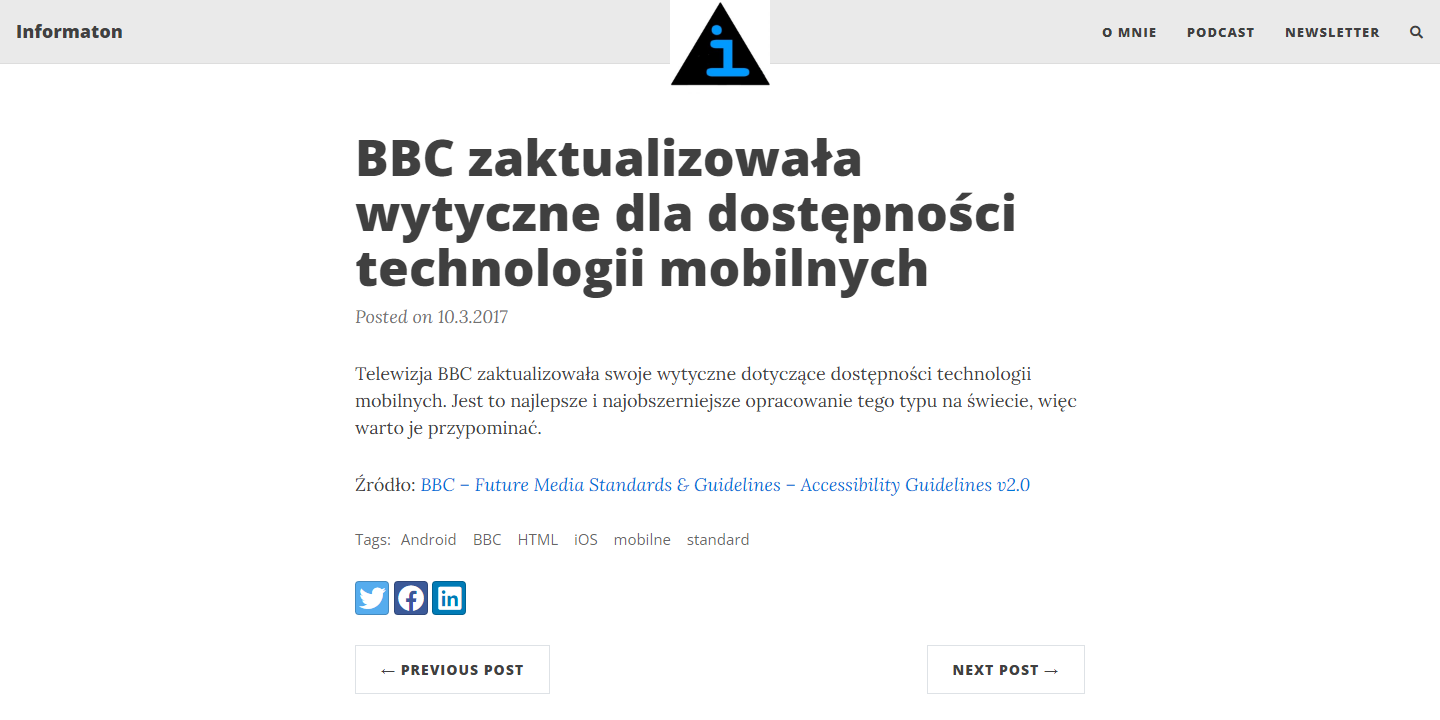 Informaton
i
O MNIE
PODCAST
NEWSLETTER
BBC zaktualizowała
wytyczne dla dostępności
technologii mobilnych
Posted on 10.3.2017
Telewizja BBC zaktualizowała swoje wytyczne dotyczące dostępności technologii
mobilnych. Jest to najlepsze i najobszerniejsze opracowanie tego typu na świecie, więc
warto je przypominać.
Źródło: BBC – Future Media Standards & Guidelines – Accessibility Guidelines v2.0
Tags: Android BBC HTML iOS mobilne standard
in
← PREVIOUS POST
NEXT POST →